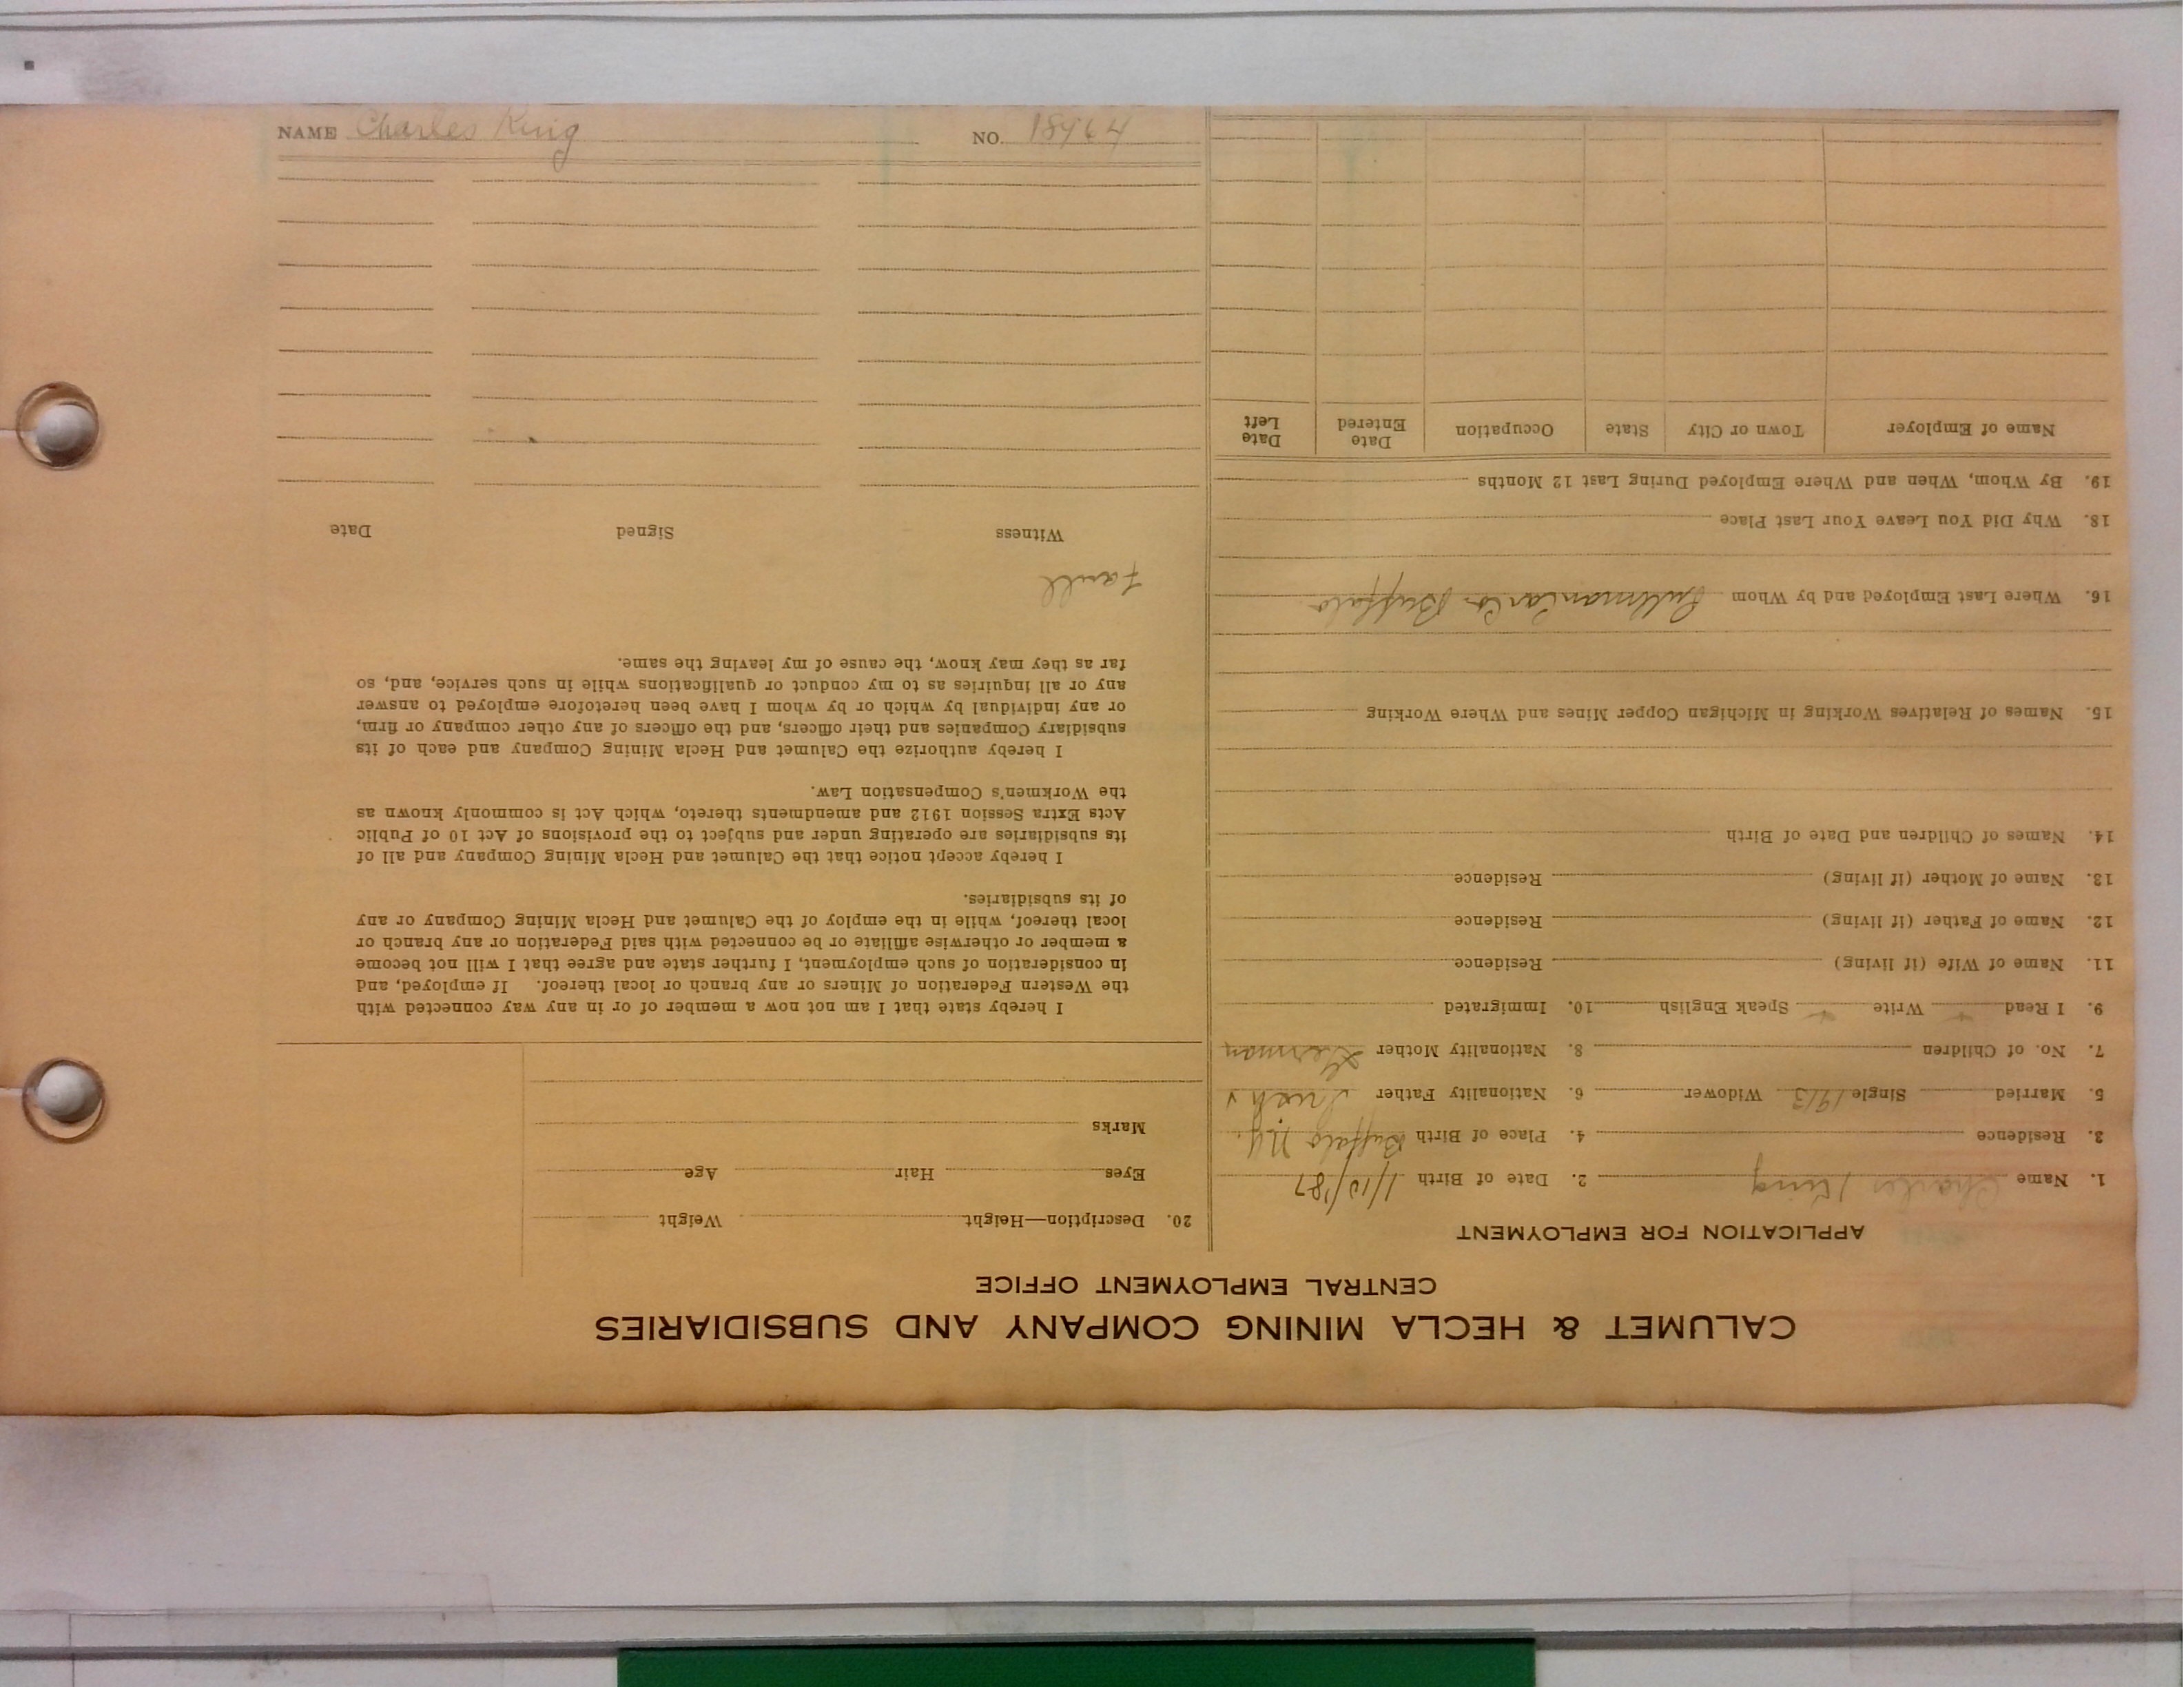 CALUMET & HECLA MINING COMPANY AND SUBSIDIARIES
CENTRAL EMPLOYMENT OFFICE
APPLICATION FOR EMPLOYMENT
1. Name Charles King 2. Date of Birth 1/10/'87
3. Residence 4. Place of Birth Buffalo N.Y.
5. Married Single 1913 Widower 6. Nationality Father Irish
7. No. of Children 8. Nationality Mother German
9. I Read Write Speak English 10. Immigrated
11. Name of Wife (if living) Residence
12. Name of Father (if living) Residence
13. Name of Mother (if living) Residence
14. Names of Children and Date of Birth
15. Names of Relatives Working in Michigan Copper Mines and Where Working
16. Where Last Employed and by Whom Pullman Car Co Buffalo
18. Why Did You Leave Your Last Place
19. By Whom, When and Where Employed During Last 12 Months
Name of Employer Town or City State Occupation Date Entered Date Left
20. Description—Height Weight
Eyes Hair Age
Marks
I hereby state that I am not now a member of or in any way connected with
the Western Federation of Miners or any branch or local thereof. If employed, and
in consideration of such employment, I further state and agree that I will not become
a member or otherwise affiliate or be connected with said Federation or any branch or
local thereof, while in the employ of the Calumet and Hecla Mining Company or any
of its subsidiaries.
I hereby accept notice that the Calumet and Hecla Mining Company and all of
its subsidiaries are operating under and subject to the provisions of Act 10 of Public
Acts Extra Session 1912 and amendments thereto, which Act is commonly known as
the Workmen's Compensation Law.
I hereby authorize the Calumet and Hecla Mining Company and each of its
subsidiary Companies and their officers, and the officers of any other company or firm,
or any individual by which or by whom I have been heretofore employed to answer
any or all inquiries as to my conduct or qualifications while in such service, and, so
far as they may know, the cause of my leaving the same.
Witness Signed Date
NAME Charles King NO. 18464